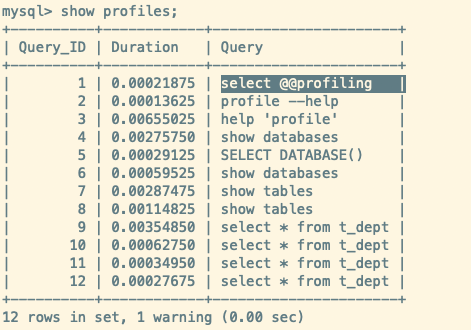 mysql> show profiles;
+----------+------------+----------------------+
| Query_ID | Duration   | Query                |
+----------+------------+----------------------+
|        1 | 0.00021875 | select @@profiling   |
|        2 | 0.00013625 | profile --help       |
|        3 | 0.00655025 | help 'profile'       |
|        4 | 0.00275750 | show databases       |
|        5 | 0.00029125 | SELECT DATABASE()    |
|        6 | 0.00059525 | show databases       |
|        7 | 0.00287475 | show tables          |
|        8 | 0.00114825 | show tables          |
|        9 | 0.00354850 | select * from t_dept |
|       10 | 0.00062750 | select * from t_dept |
|       11 | 0.00034950 | select * from t_dept |
|       12 | 0.00027675 | select * from t_dept |
+----------+------------+----------------------+
12 rows in set, 1 warning (0.00 sec)